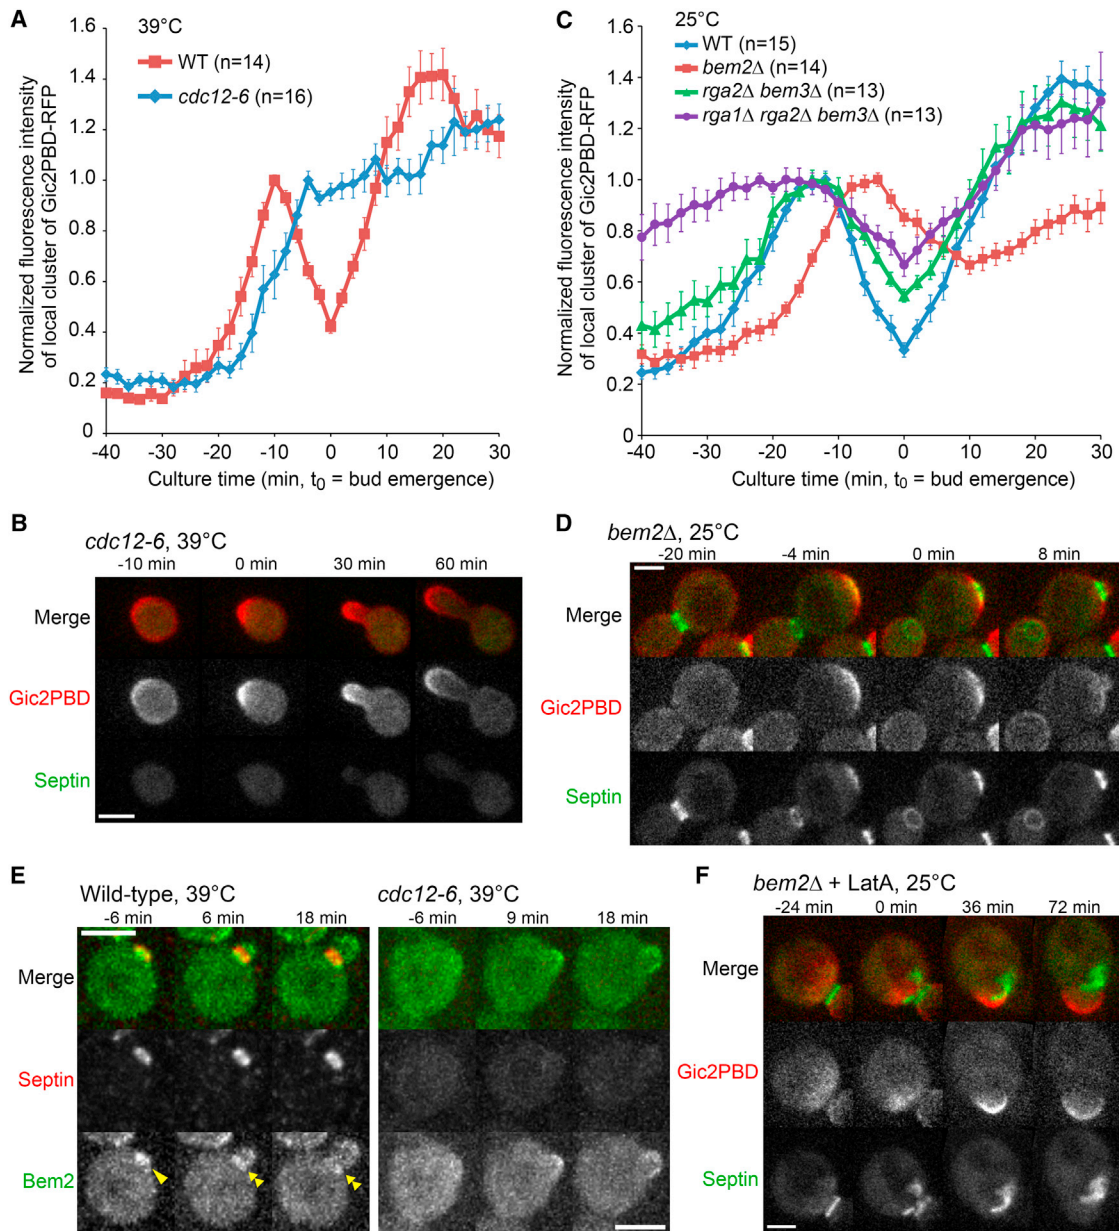 A
39°C
WT (n=14)
cdc12-6 (n=16)
Normalized fluorescence intensity
of local cluster of Gic2PBD-RFP
1.6
1.4
1.2
1.0
0.8
0.6
0.4
0.2
0
-40 -30 -20 -10 0 10 20 30
Culture time (min, t0 = bud emergence)
C
25°C
WT (n=15)
bem2Δ (n=14)
rga2Δ bem3Δ (n=13)
rga1Δ rga2Δ bem3Δ (n=13)
Normalized fluorescence intensity
of local cluster of Gic2PBD-RFP
1.6
1.4
1.2
1.0
0.8
0.6
0.4
0.2
0
-40 -30 -20 -10 0 10 20 30
Culture time (min, t0 = bud emergence)
B
cdc12-6, 39°C
-10 min 0 min 30 min 60 min
Merge
Gic2PBD
Septin
D
bem2Δ, 25°C
-20 min -4 min 0 min 8 min
Merge
Gic2PBD
Septin
E
Wild-type, 39°C
-6 min 6 min 18 min
cdc12-6, 39°C
-6 min 9 min 18 min
Merge
Septin
Bem2
F
bem2Δ + LatA, 25°C
-24 min 0 min 36 min 72 min
Merge
Gic2PBD
Septin